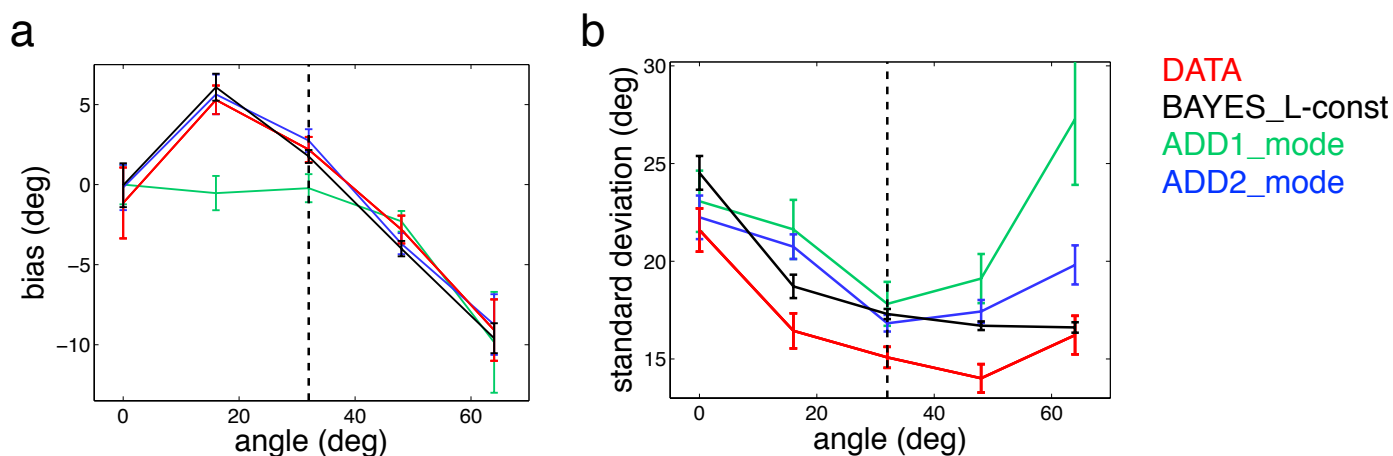 a
bias (deg)
5
0
−5
−10
0
20
40
60
angle (deg)
b
standard deviation (deg)
30
25
20
15
0
20
40
60
angle (deg)
DATA
BAYES_L-const
ADD1_mode
ADD2_mode